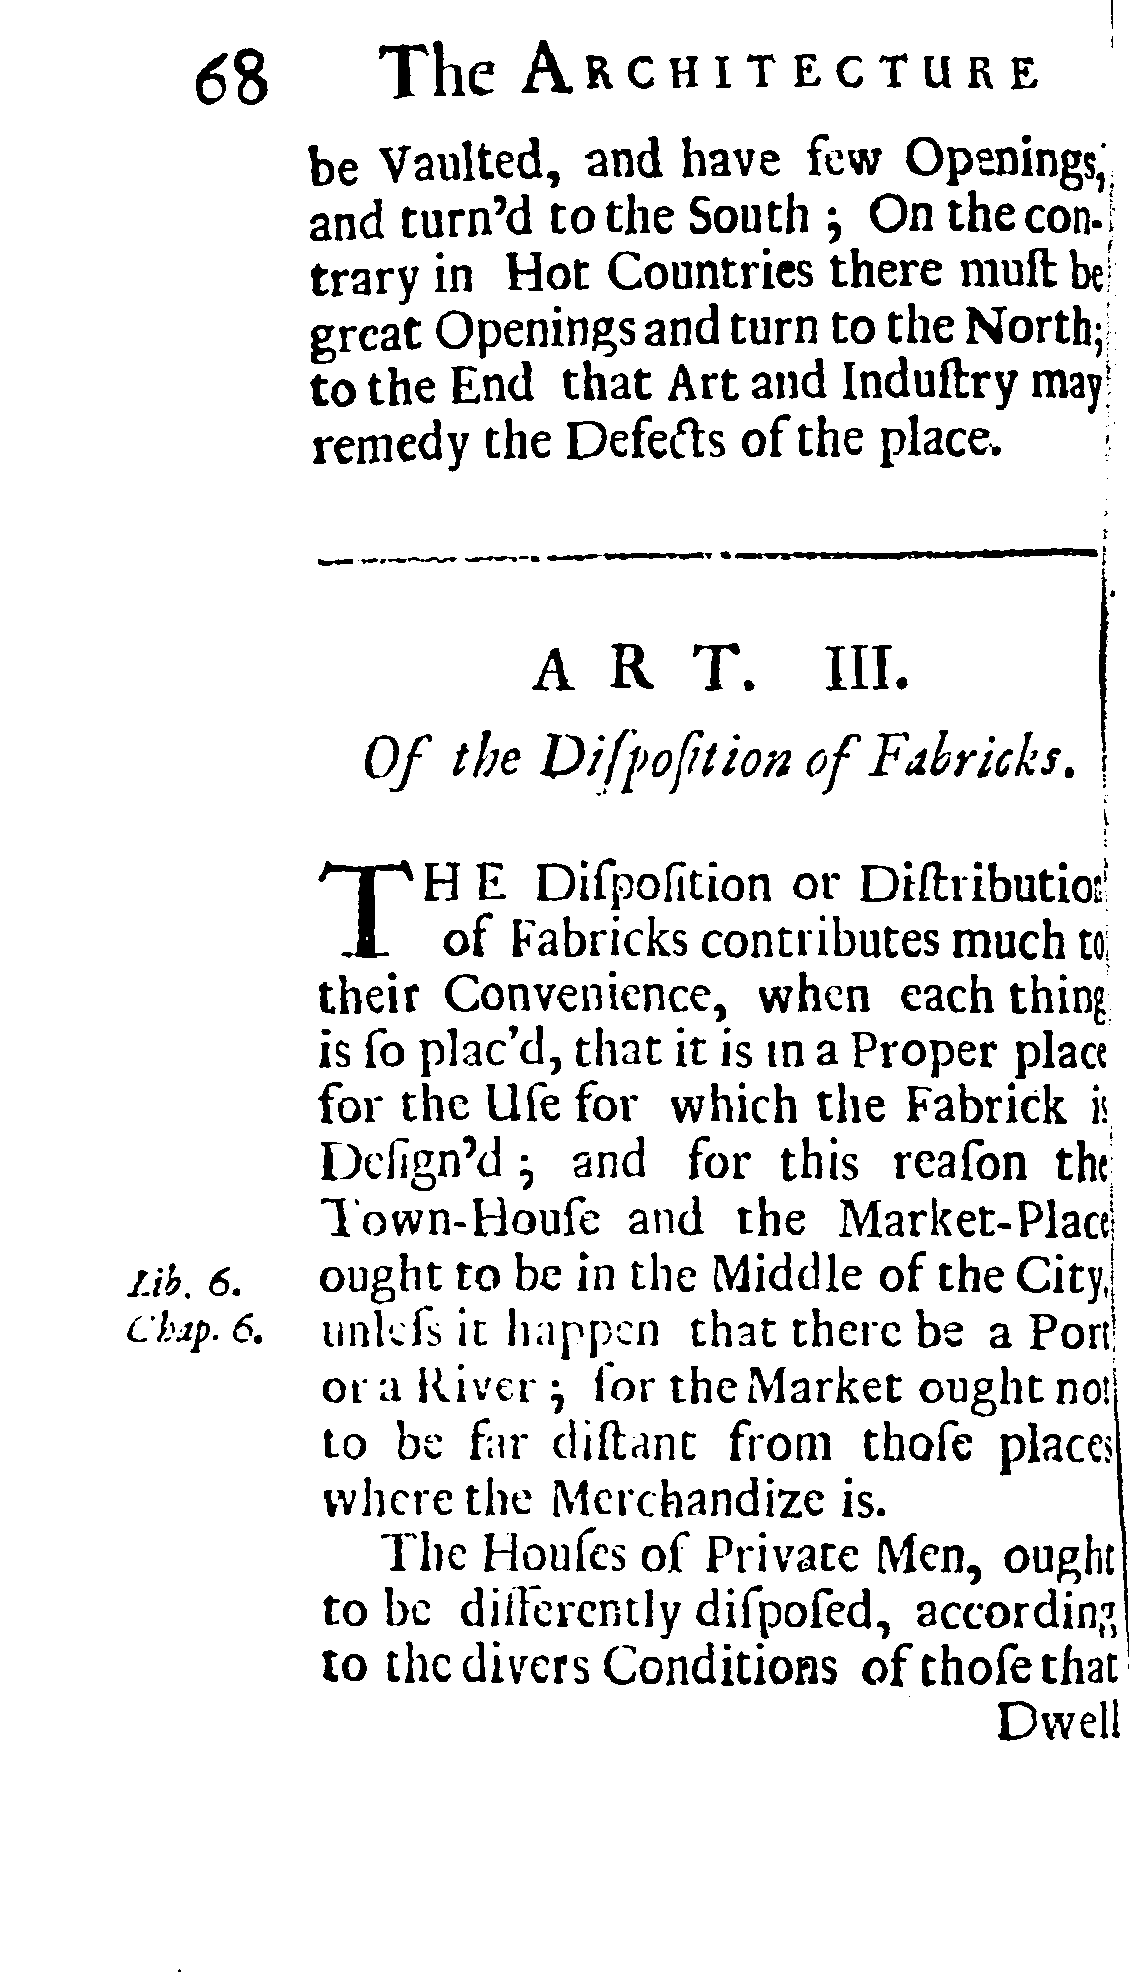 68 The ARCHITECTURE
be Vaulted, and have few Openings,
and turn'd to the South ; On the con-
trary in Hot Countries there muſt be
great Openings and turn to the North;
to the End that Art and Induſtry may
remedy the Defects of the place.
ART. III.
Of the Diſpoſition of Fabricks.
THE Diſpoſition or Diſtribution
of Fabricks contributes much to
their Convenience, when each thing
is ſo plac'd, that it is in a Proper place
for the Uſe for which the Fabrick is
Deſign'd ; and for this reaſon the
Town-Houſe and the Market-Place
ought to be in the Middle of the City,
Lib. 6.
Chap. 6.
unleſs it happen that there be a Port
or a River ; for the Market ought not
to be far diſtant from thoſe places
where the Merchandize is.
The Houſes of Private Men, ought
to be differently diſpoſed, according
to the divers Conditions of thoſe that
Dwell